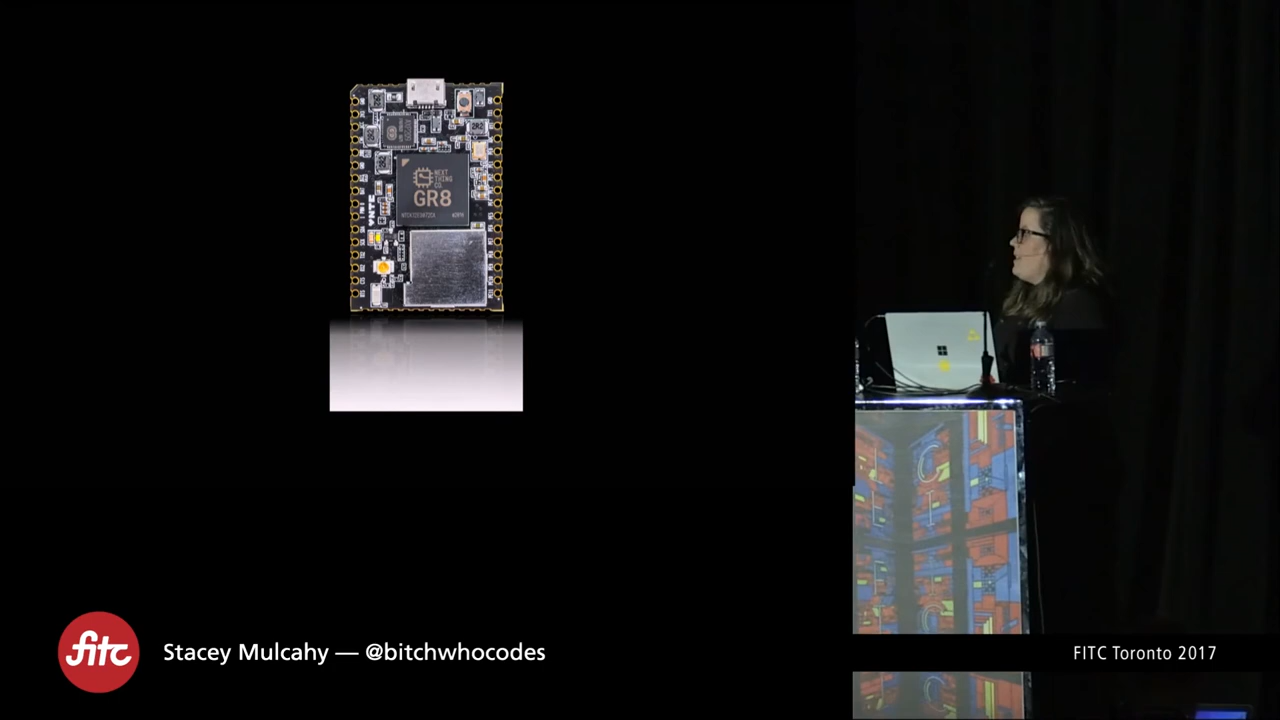 NEXT
THING
CO.
GR8
fitc
Stacey Mulcahy — @bitchwhocodes
FITC Toronto 2017